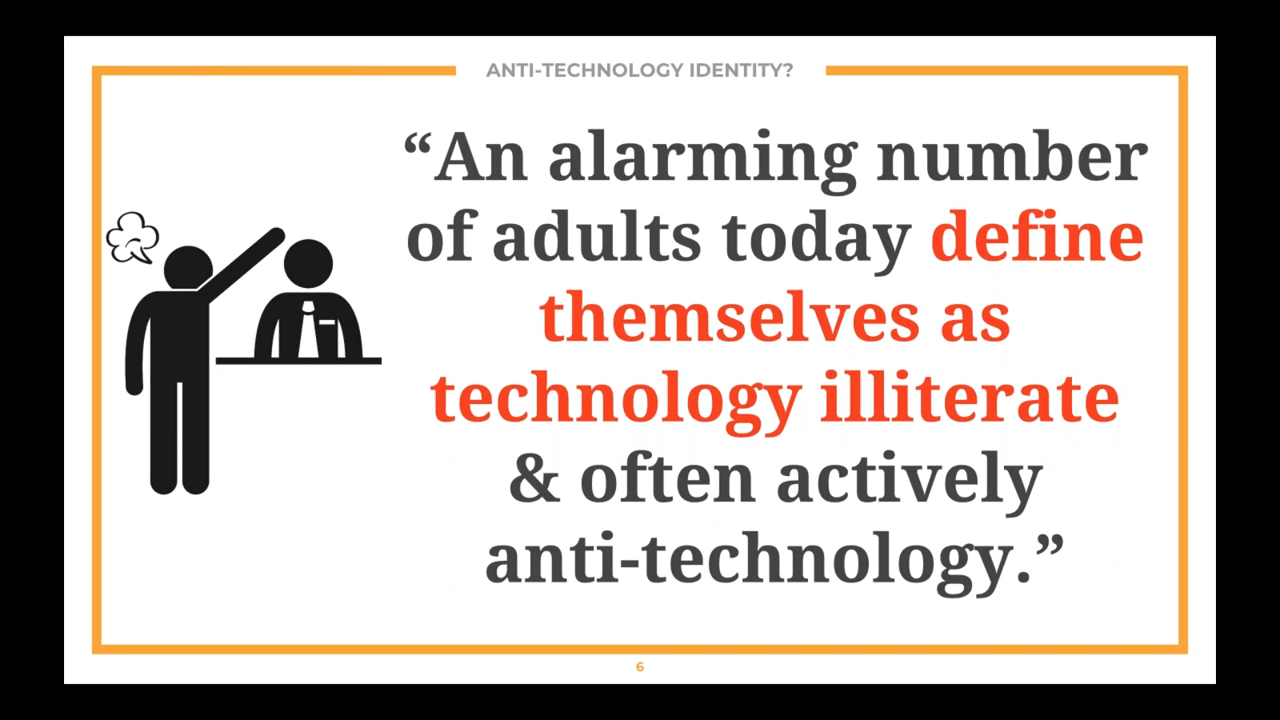 ANTI-TECHNOLOGY IDENTITY?
“An alarming number
of adults today define
themselves as
technology illiterate
& often actively
anti-technology.”
6